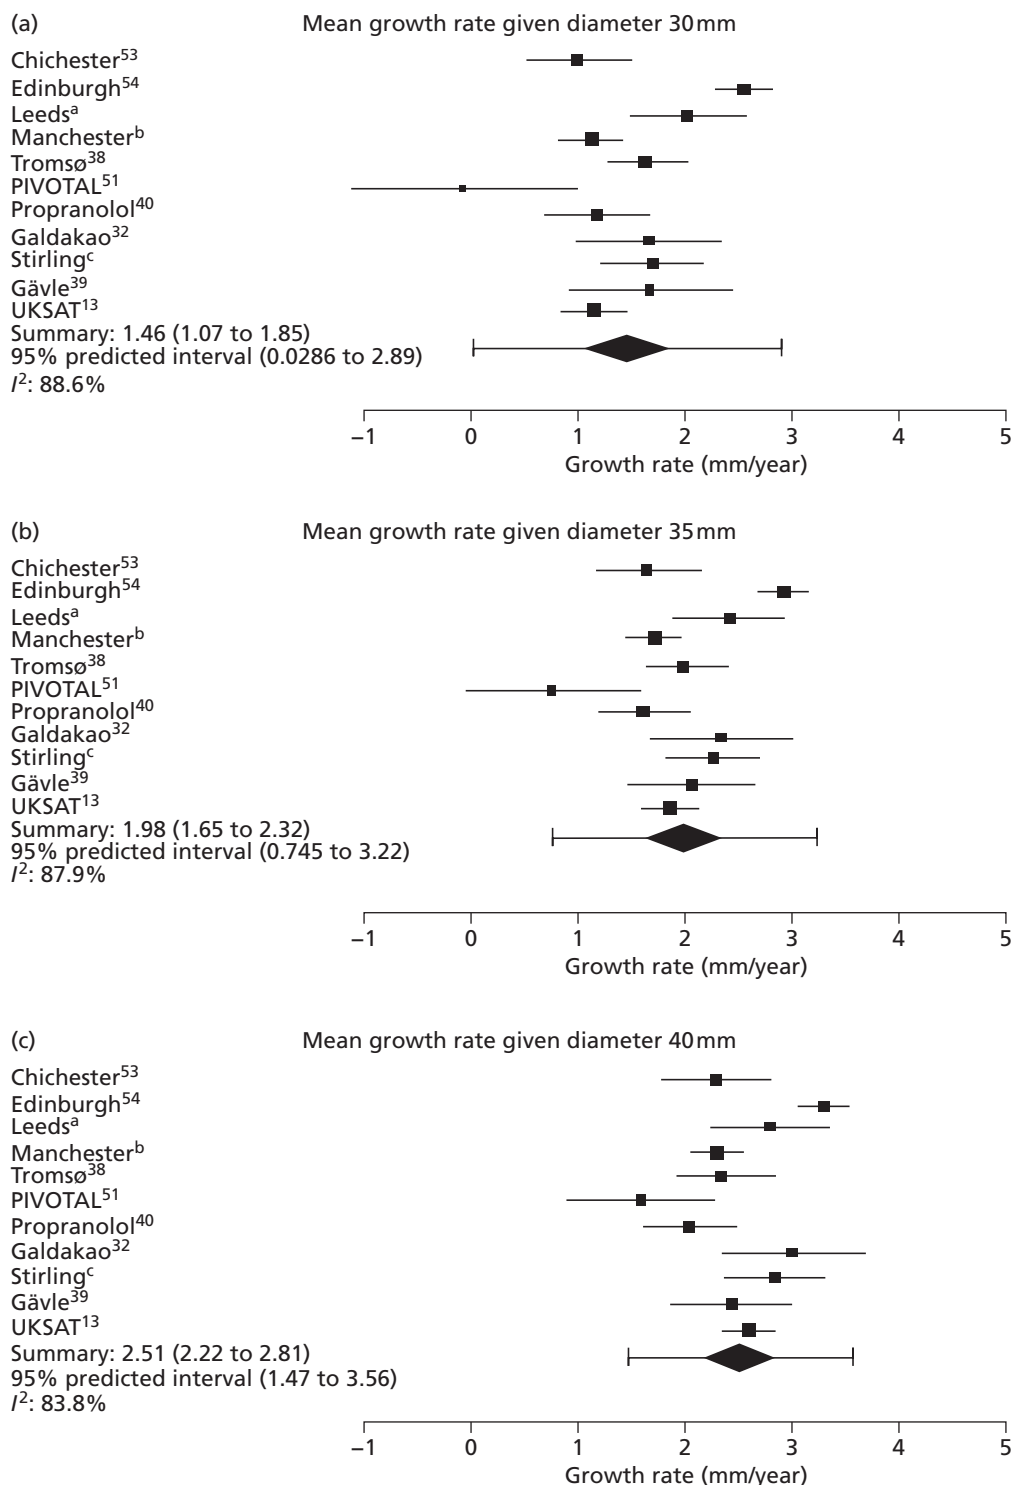 (a) Mean growth rate given diameter 30 mm
Chichester53
Edinburgh54
Leedsa
Manchesterb
Tromsø38
PIVOTAL51
Propranolol40
Galdakao32
Stirlingc
Gävle39
UKSAT13
Summary: 1.46 (1.07 to 1.85)
95% predicted interval (0.0286 to 2.89)
I2: 88.6%
–1 0 1 2 3 4 5
Growth rate (mm/year)
(b) Mean growth rate given diameter 35 mm
Chichester53
Edinburgh54
Leedsa
Manchesterb
Tromsø38
PIVOTAL51
Propranolol40
Galdakao32
Stirlingc
Gävle39
UKSAT13
Summary: 1.98 (1.65 to 2.32)
95% predicted interval (0.745 to 3.22)
I2: 87.9%
–1 0 1 2 3 4 5
Growth rate (mm/year)
(c) Mean growth rate given diameter 40 mm
Chichester53
Edinburgh54
Leedsa
Manchesterb
Tromsø38
PIVOTAL51
Propranolol40
Galdakao32
Stirlingc
Gävle39
UKSAT13
Summary: 2.51 (2.22 to 2.81)
95% predicted interval (1.47 to 3.56)
I2: 83.8%
–1 0 1 2 3 4 5
Growth rate (mm/year)